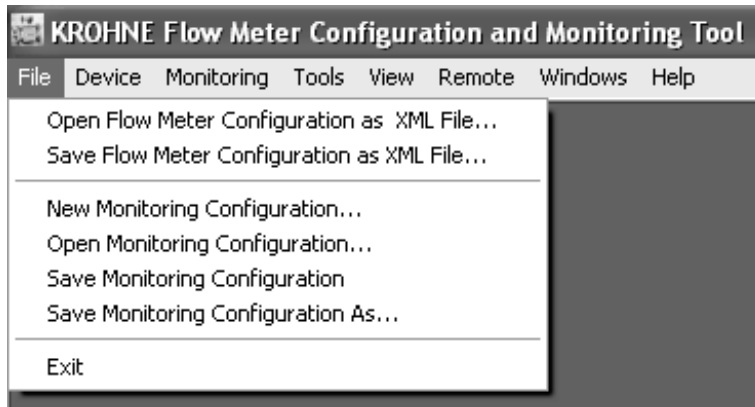 KROHNE Flow Meter Configuration and Monitoring Tool
File Device Monitoring Tools View Remote Windows Help
Open Flow Meter Configuration as XML File...
Save Flow Meter Configuration as XML File...
New Monitoring Configuration...
Open Monitoring Configuration...
Save Monitoring Configuration
Save Monitoring Configuration As...
Exit